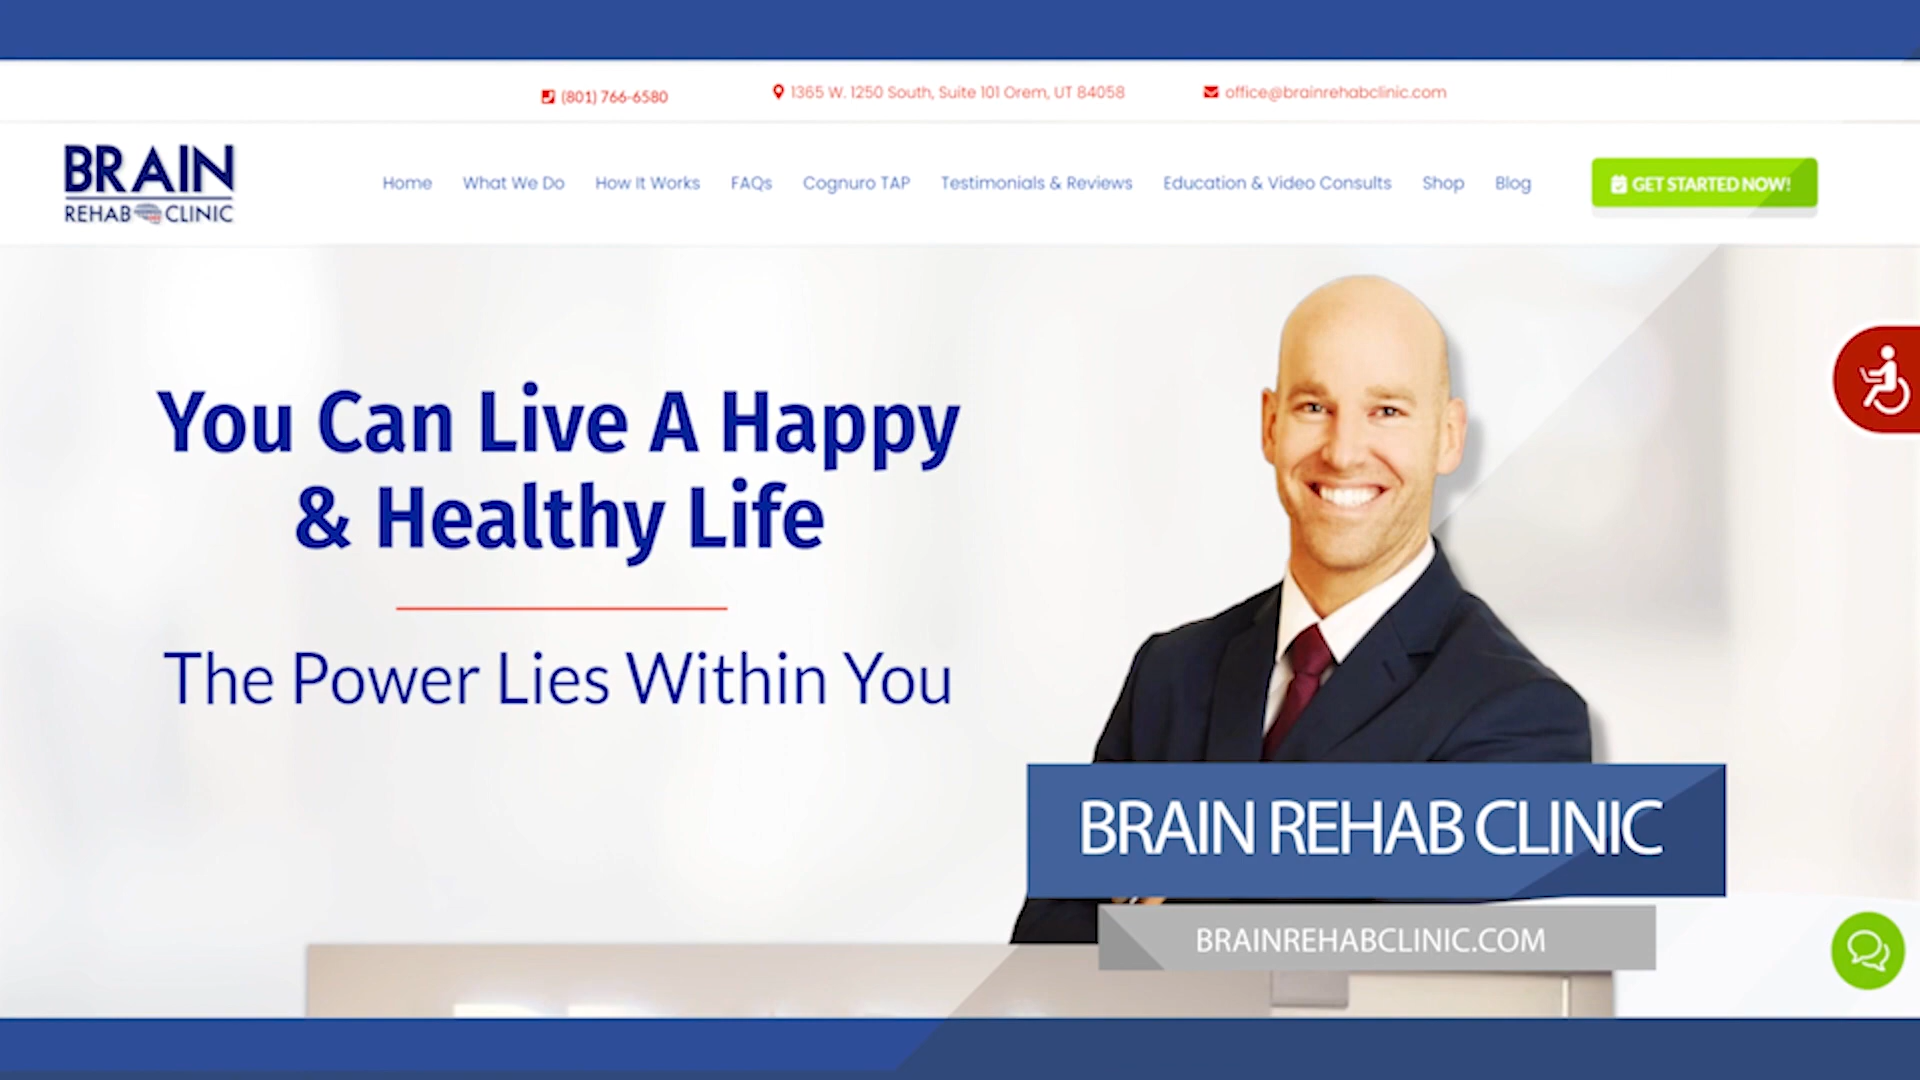 (801) 766-6580
1365 W. 1250 South, Suite 101 Orem, UT 84058
office@brainrehabclinic.com
BRAIN
REHAB CLINIC
Home
What We Do
How It Works
FAQs
Cognuro TAP
Testimonials & Reviews
Education & Video Consults
Shop
Blog
GET STARTED NOW!
You Can Live A Happy
& Healthy Life
The Power Lies Within You
BRAIN REHAB CLINIC
BRAINREHABCLINIC.COM